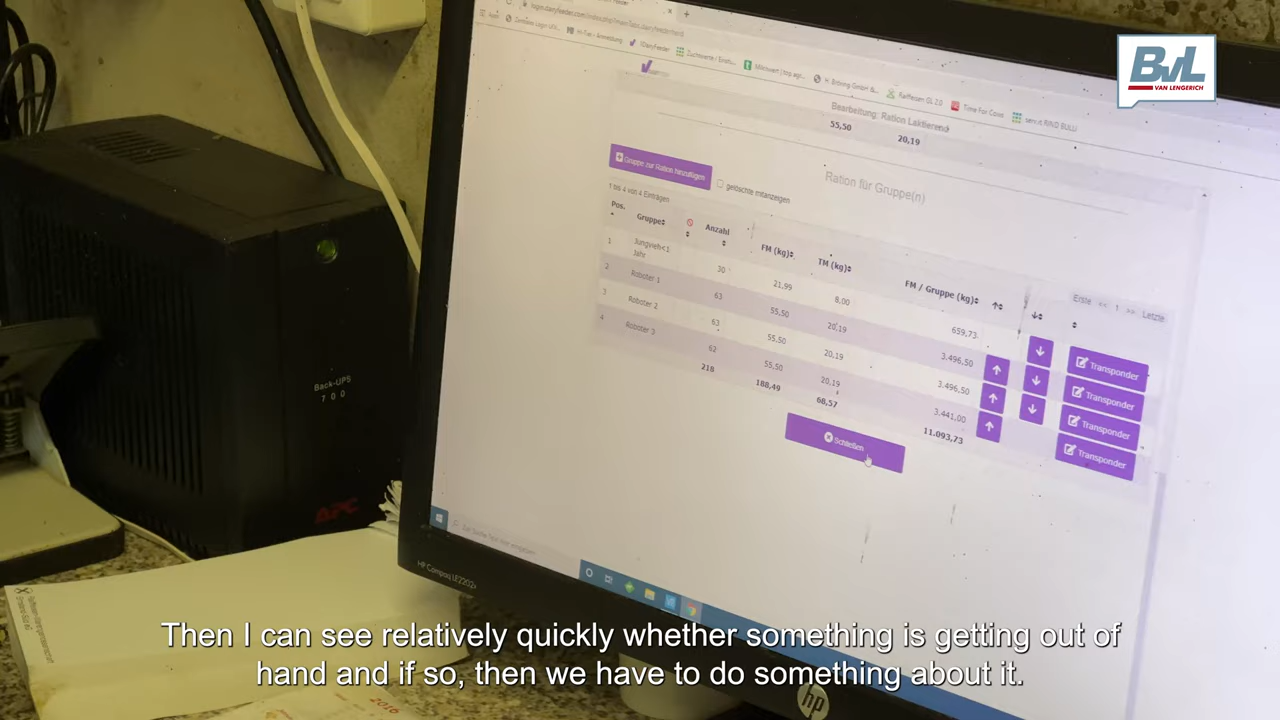 BvL
VAN LENGERICH
Bearbeitung: Ration Laktierend
55,50 20,19
Gruppe zur Ration hinzufügen
gelöschte mitanzeigen
Ration für Gruppe(n)
1 bis 4 von 4 Einträgen
Pos. Gruppe Anzahl FM (kg) TM (kg) FM / Gruppe (kg)
Erste << 1 >> Letzte
1 Jungvieh<1 Jahr 30 21,99 8,00 659,73 Transponder
2 Roboter 1 63 55,50 20,19 3.496,50 Transponder
3 Roboter 2 63 55,50 20,19 3.496,50 Transponder
4 Roboter 3 62 55,50 20,19 3.441,00 Transponder
218 188,49 68,57 11.093,73
Schließen
Back-UPS
700
APC
HP Compaq LE2202x
hp
2016
Then I can see relatively quickly whether something is getting out of
hand and if so, then we have to do something about it.